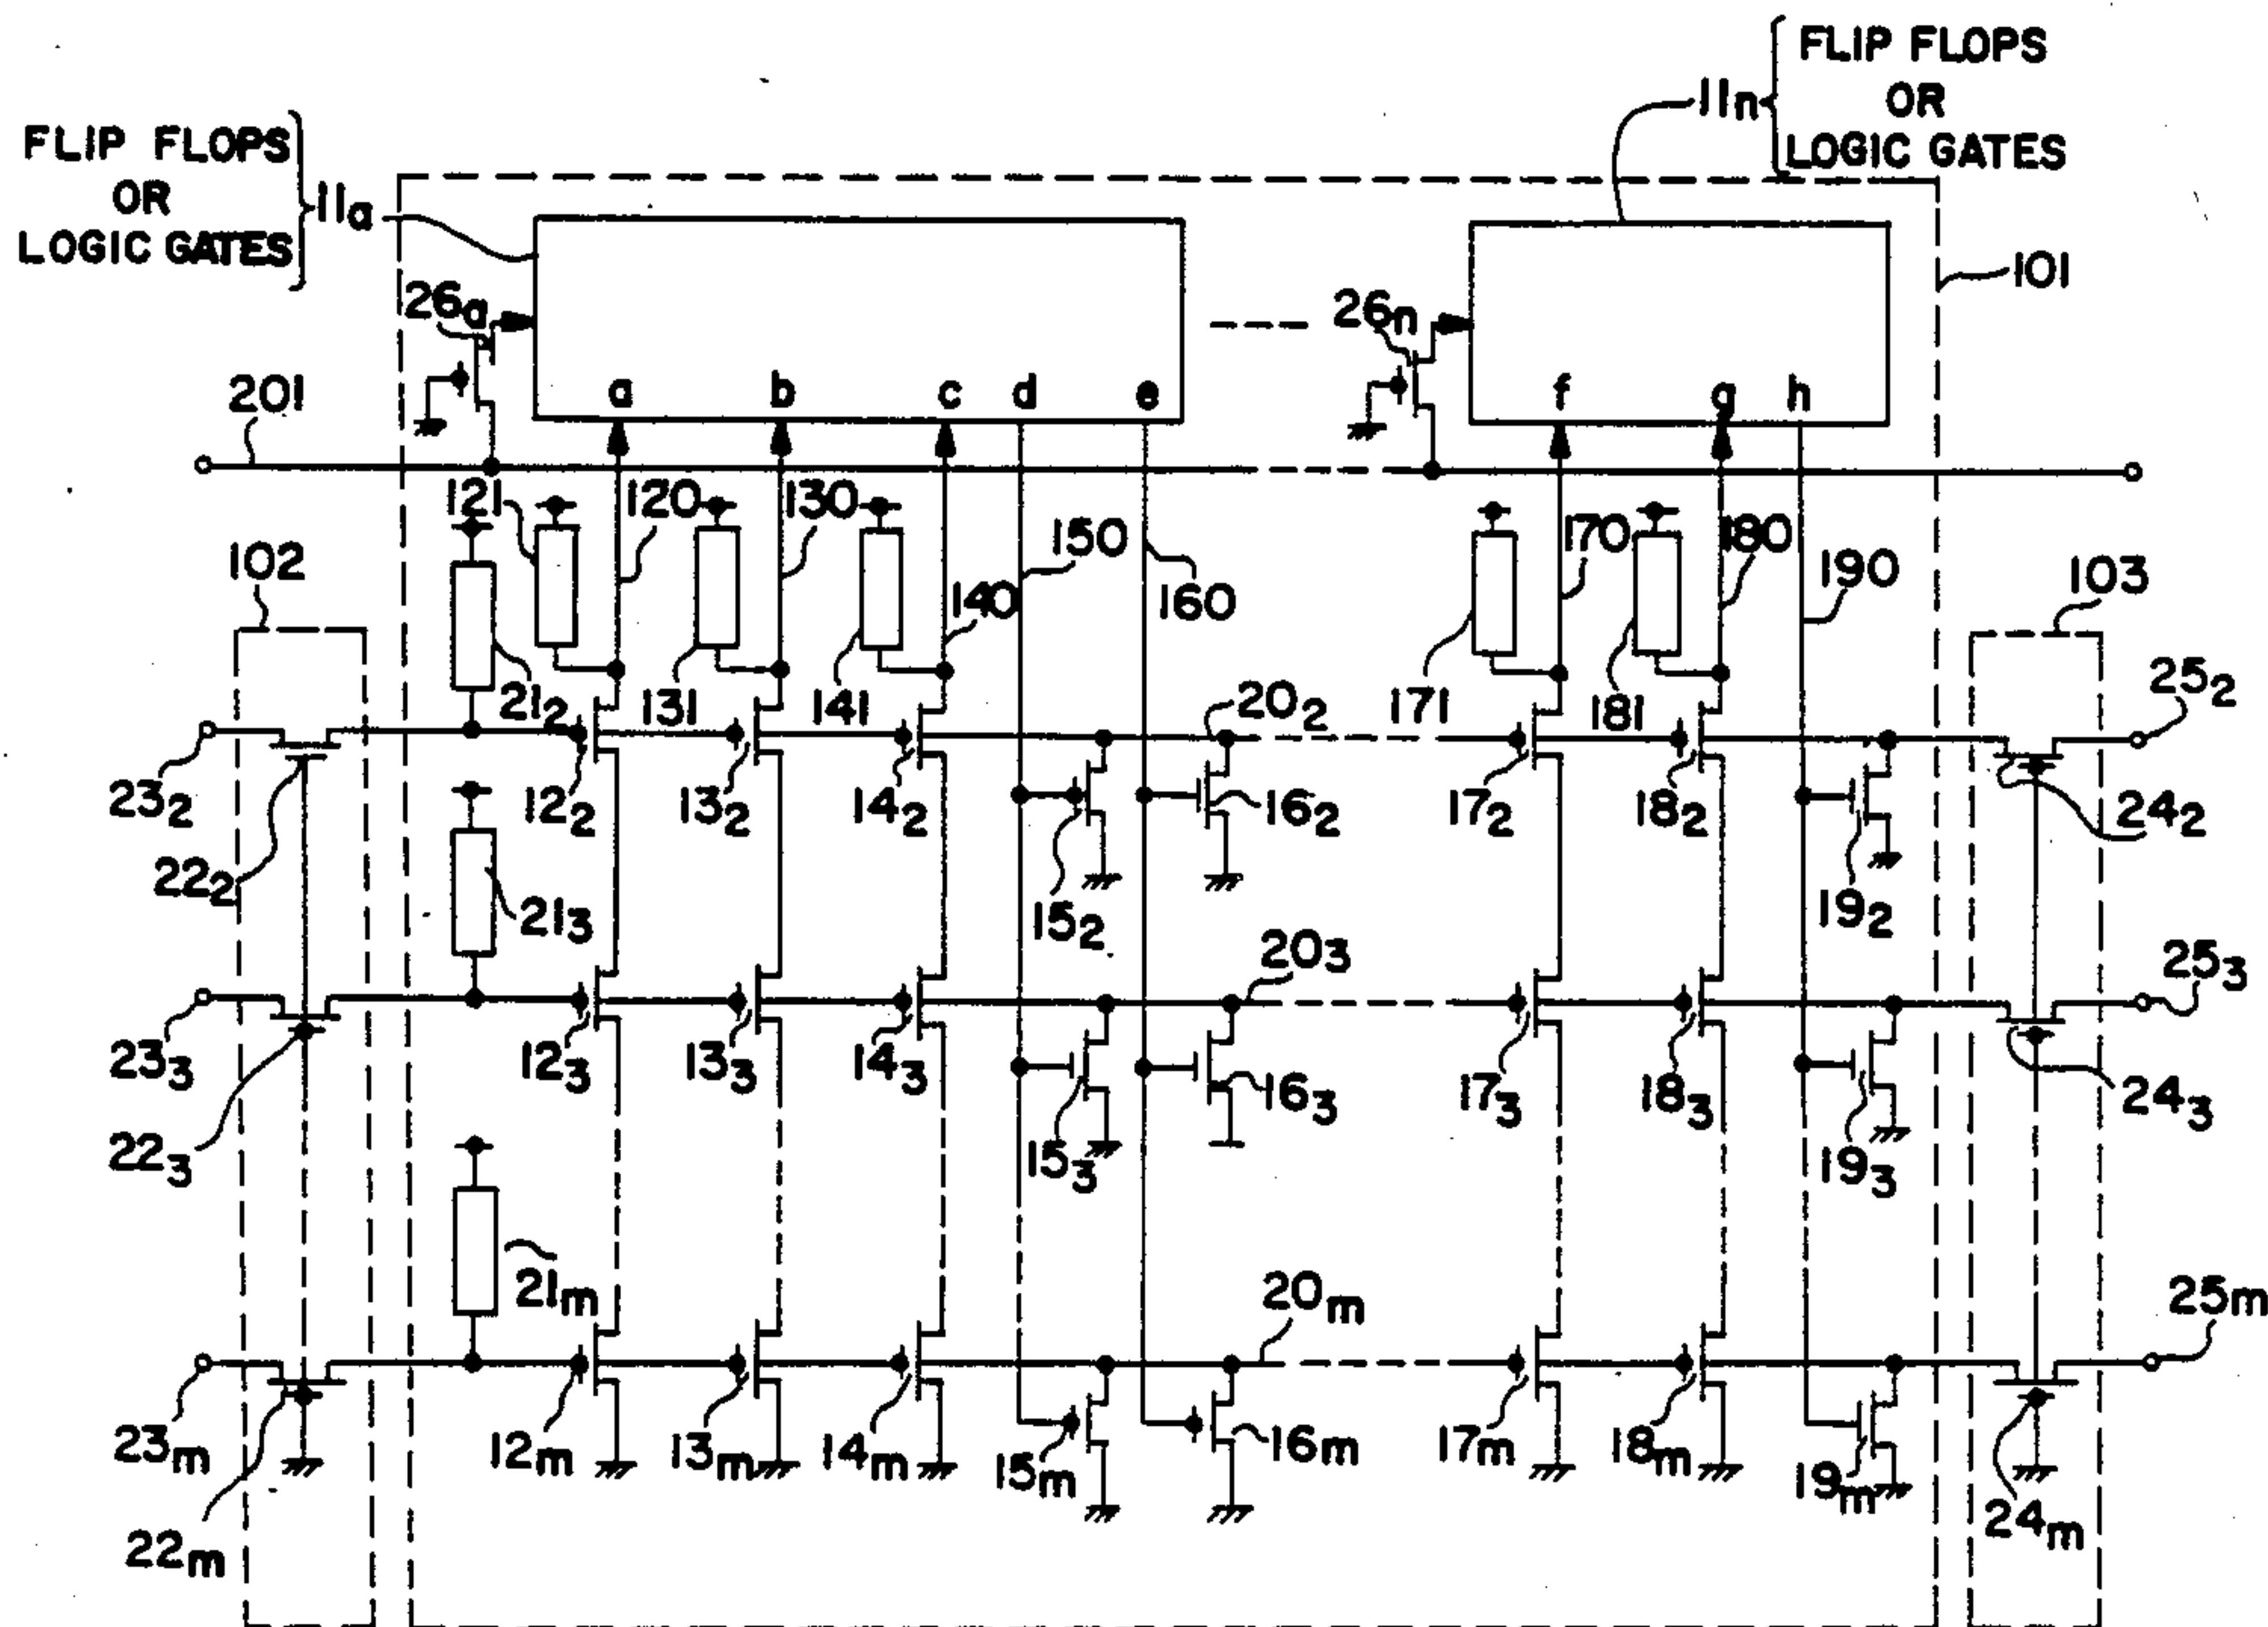 FLIP FLOPS
OR
LOGIC GATES
11n
FLIP FLOPS
OR
LOGIC GATES
11a
101
26a
26n
a
b
c
d
e
f
g
h
201
121
120
130
150
170
180
102
140
160
190
103
21₂
131
141
20₂
171
181
25₂
23₂
12₂
13₂
14₂
16₂
17₂
18₂
24₂
22₂
21₃
15₂
19₂
20₃
25₃
23₃
12₃
13₃
14₃
16₃
17₃
18₃
24₃
22₃
15₃
19₃
21m
20m
25m
23m
12m
13m
14m
15m
16m
17m
18m
19m
24m
22m